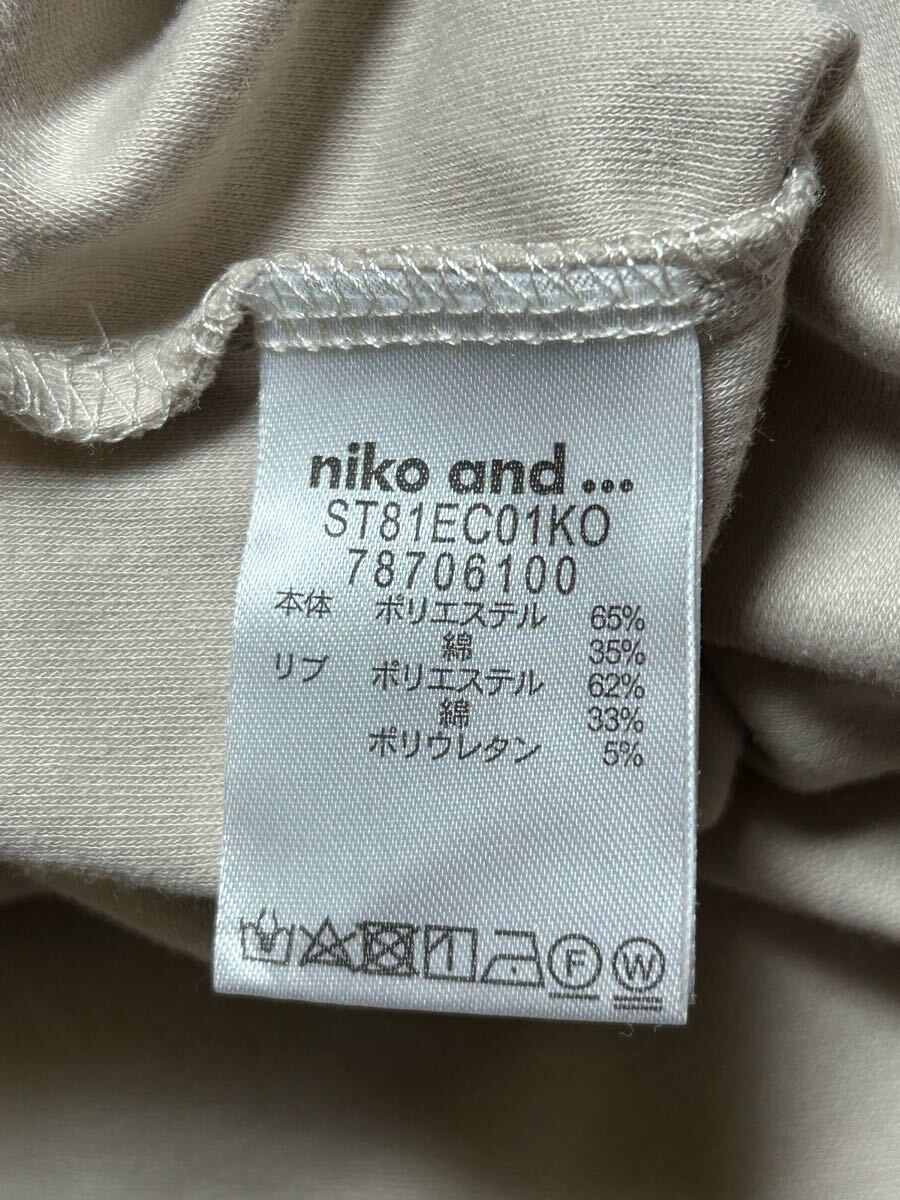 niko and ...
ST81EC01KO
78706100
本体 ポリエステル 65%
綿 35%
リブ ポリエステル 62%
綿 33%
ポリウレタン 5%
F W